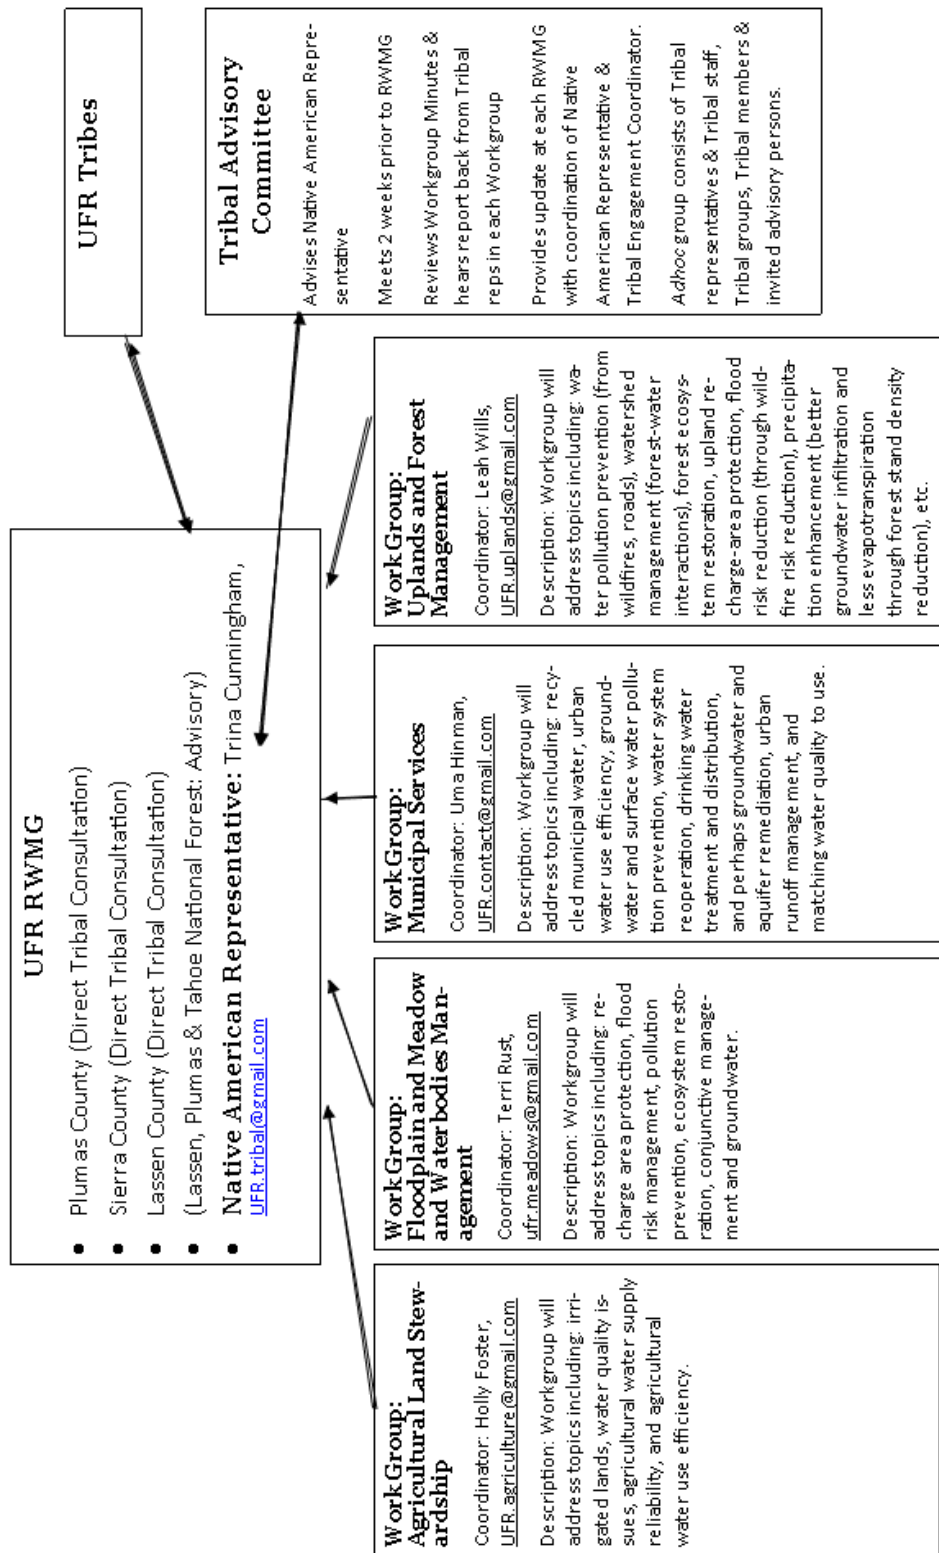 UFR RWMG
• Plumas County (Direct Tribal Consultation)
• Sierra County (Direct Tribal Consultation)
• Lassen County (Direct Tribal Consultation)
(Lassen, Plumas & Tahoe National Forest: Advisory)
• Native American Representative: Trina Cunningham,
UFR.tribal@gmail.com
UFR Tribes
Tribal Advisory
Committee
Advises Native American Repre-
sentative
Meets 2 weeks prior to RWMG
Reviews Workgroup Minutes &
hears report back from Tribal
reps in each Workgroup
Provides update at each RWMG
with coordination of Native
American Representative &
Tribal Engagement Coordinator.
Adhoc group consists of Tribal
representatives & Tribal staff,
Tribal groups, Tribal members &
invited advisory persons.
WorkGroup:
Agricultural Land Stew-
ardship
Coordinator: Holly Foster,
UFR.agriculture@gmail.com
Description: Workgroup will
address topics including: irri-
gated lands, water quality is-
sues, agricultural water supply
reliability, and agricultural
water use efficiency.
WorkGroup:
Floodplain and Meadow
and Waterbodies Man-
agement
Coordinator: Terri Rust,
ufr.meadows@gmail.com
Description: Workgroup will
address topics including: re-
charge area protection, flood
risk management, pollution
prevention, ecosystem resto-
ration, conjunctive manage-
ment and groundwater.
WorkGroup:
Municipal Services
Coordinator: Uma Hinman,
UFR.contact@gmail.com
Description: Workgroup will
address topics including: recy-
cled municipal water, urban
water use efficiency, ground-
water and surface water pollu-
tion prevention, water system
reoperation, drinking water
treatment and distribution,
and perhaps groundwater and
aquifer remediation, urban
runoff management, and
matching water quality to use.
WorkGroup:
Uplands and Forest
Management
Coordinator: Leah Wills,
UFR.uplands@gmail.com
Description: Workgroup will
address topics including: wa-
ter pollution prevention (from
wildfires, roads), watershed
management (forest-water
interactions), forest ecosys-
tem restoration, upland re-
charge-area protection, flood
risk reduction (through wild-
fire risk reduction), precipita-
tion enhancement (better
groundwater infiltration and
less evapotranspiration
through forest stand density
reduction), etc.